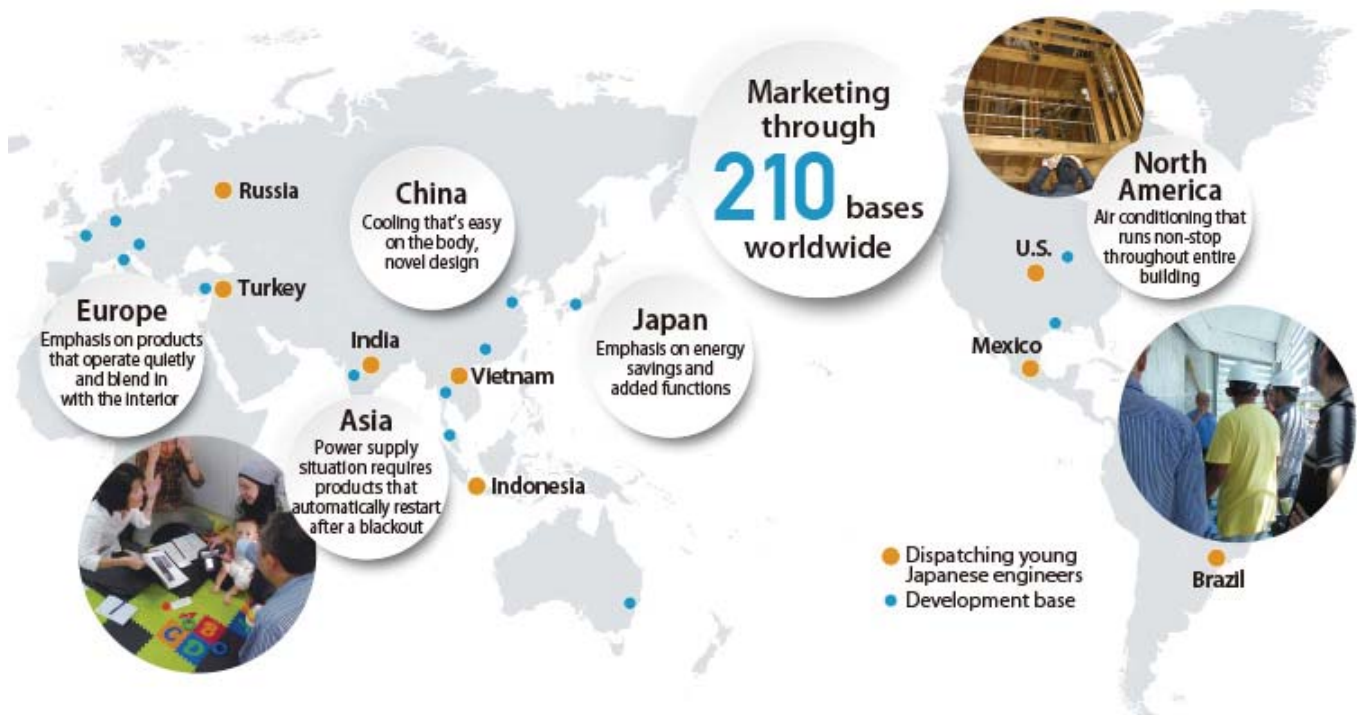 Marketing
through
210 bases
worldwide
North
America
Air conditioning that
runs non-stop
throughout entire
building
China
Cooling that's easy
on the body,
novel design
Russia
Turkey
Europe
Emphasis on products
that operate quietly
and blend in
with the interior
India
Vietnam
Japan
Emphasis on energy
savings and
added functions
U.S.
Mexico
Asia
Power supply
situation requires
products that
automatically restart
after a blackout
Indonesia
Dispatching young
Japanese engineers
Development base
Brazil